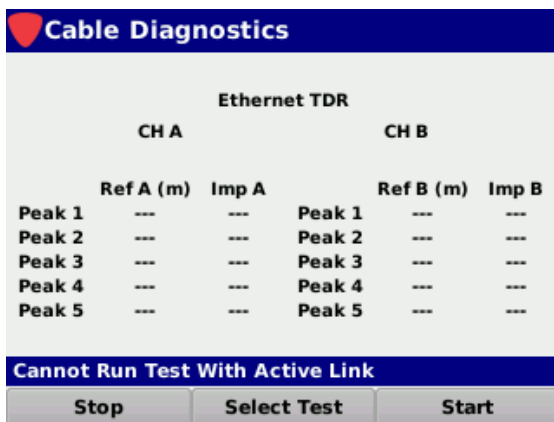 Cable Diagnostics
Ethernet TDR
CH A CH B
Ref A (m) Imp A Ref B (m) Imp B
Peak 1 --- --- Peak 1 --- ---
Peak 2 --- --- Peak 2 --- ---
Peak 3 --- --- Peak 3 --- ---
Peak 4 --- --- Peak 4 --- ---
Peak 5 --- --- Peak 5 --- ---
Cannot Run Test With Active Link
Stop Select Test Start